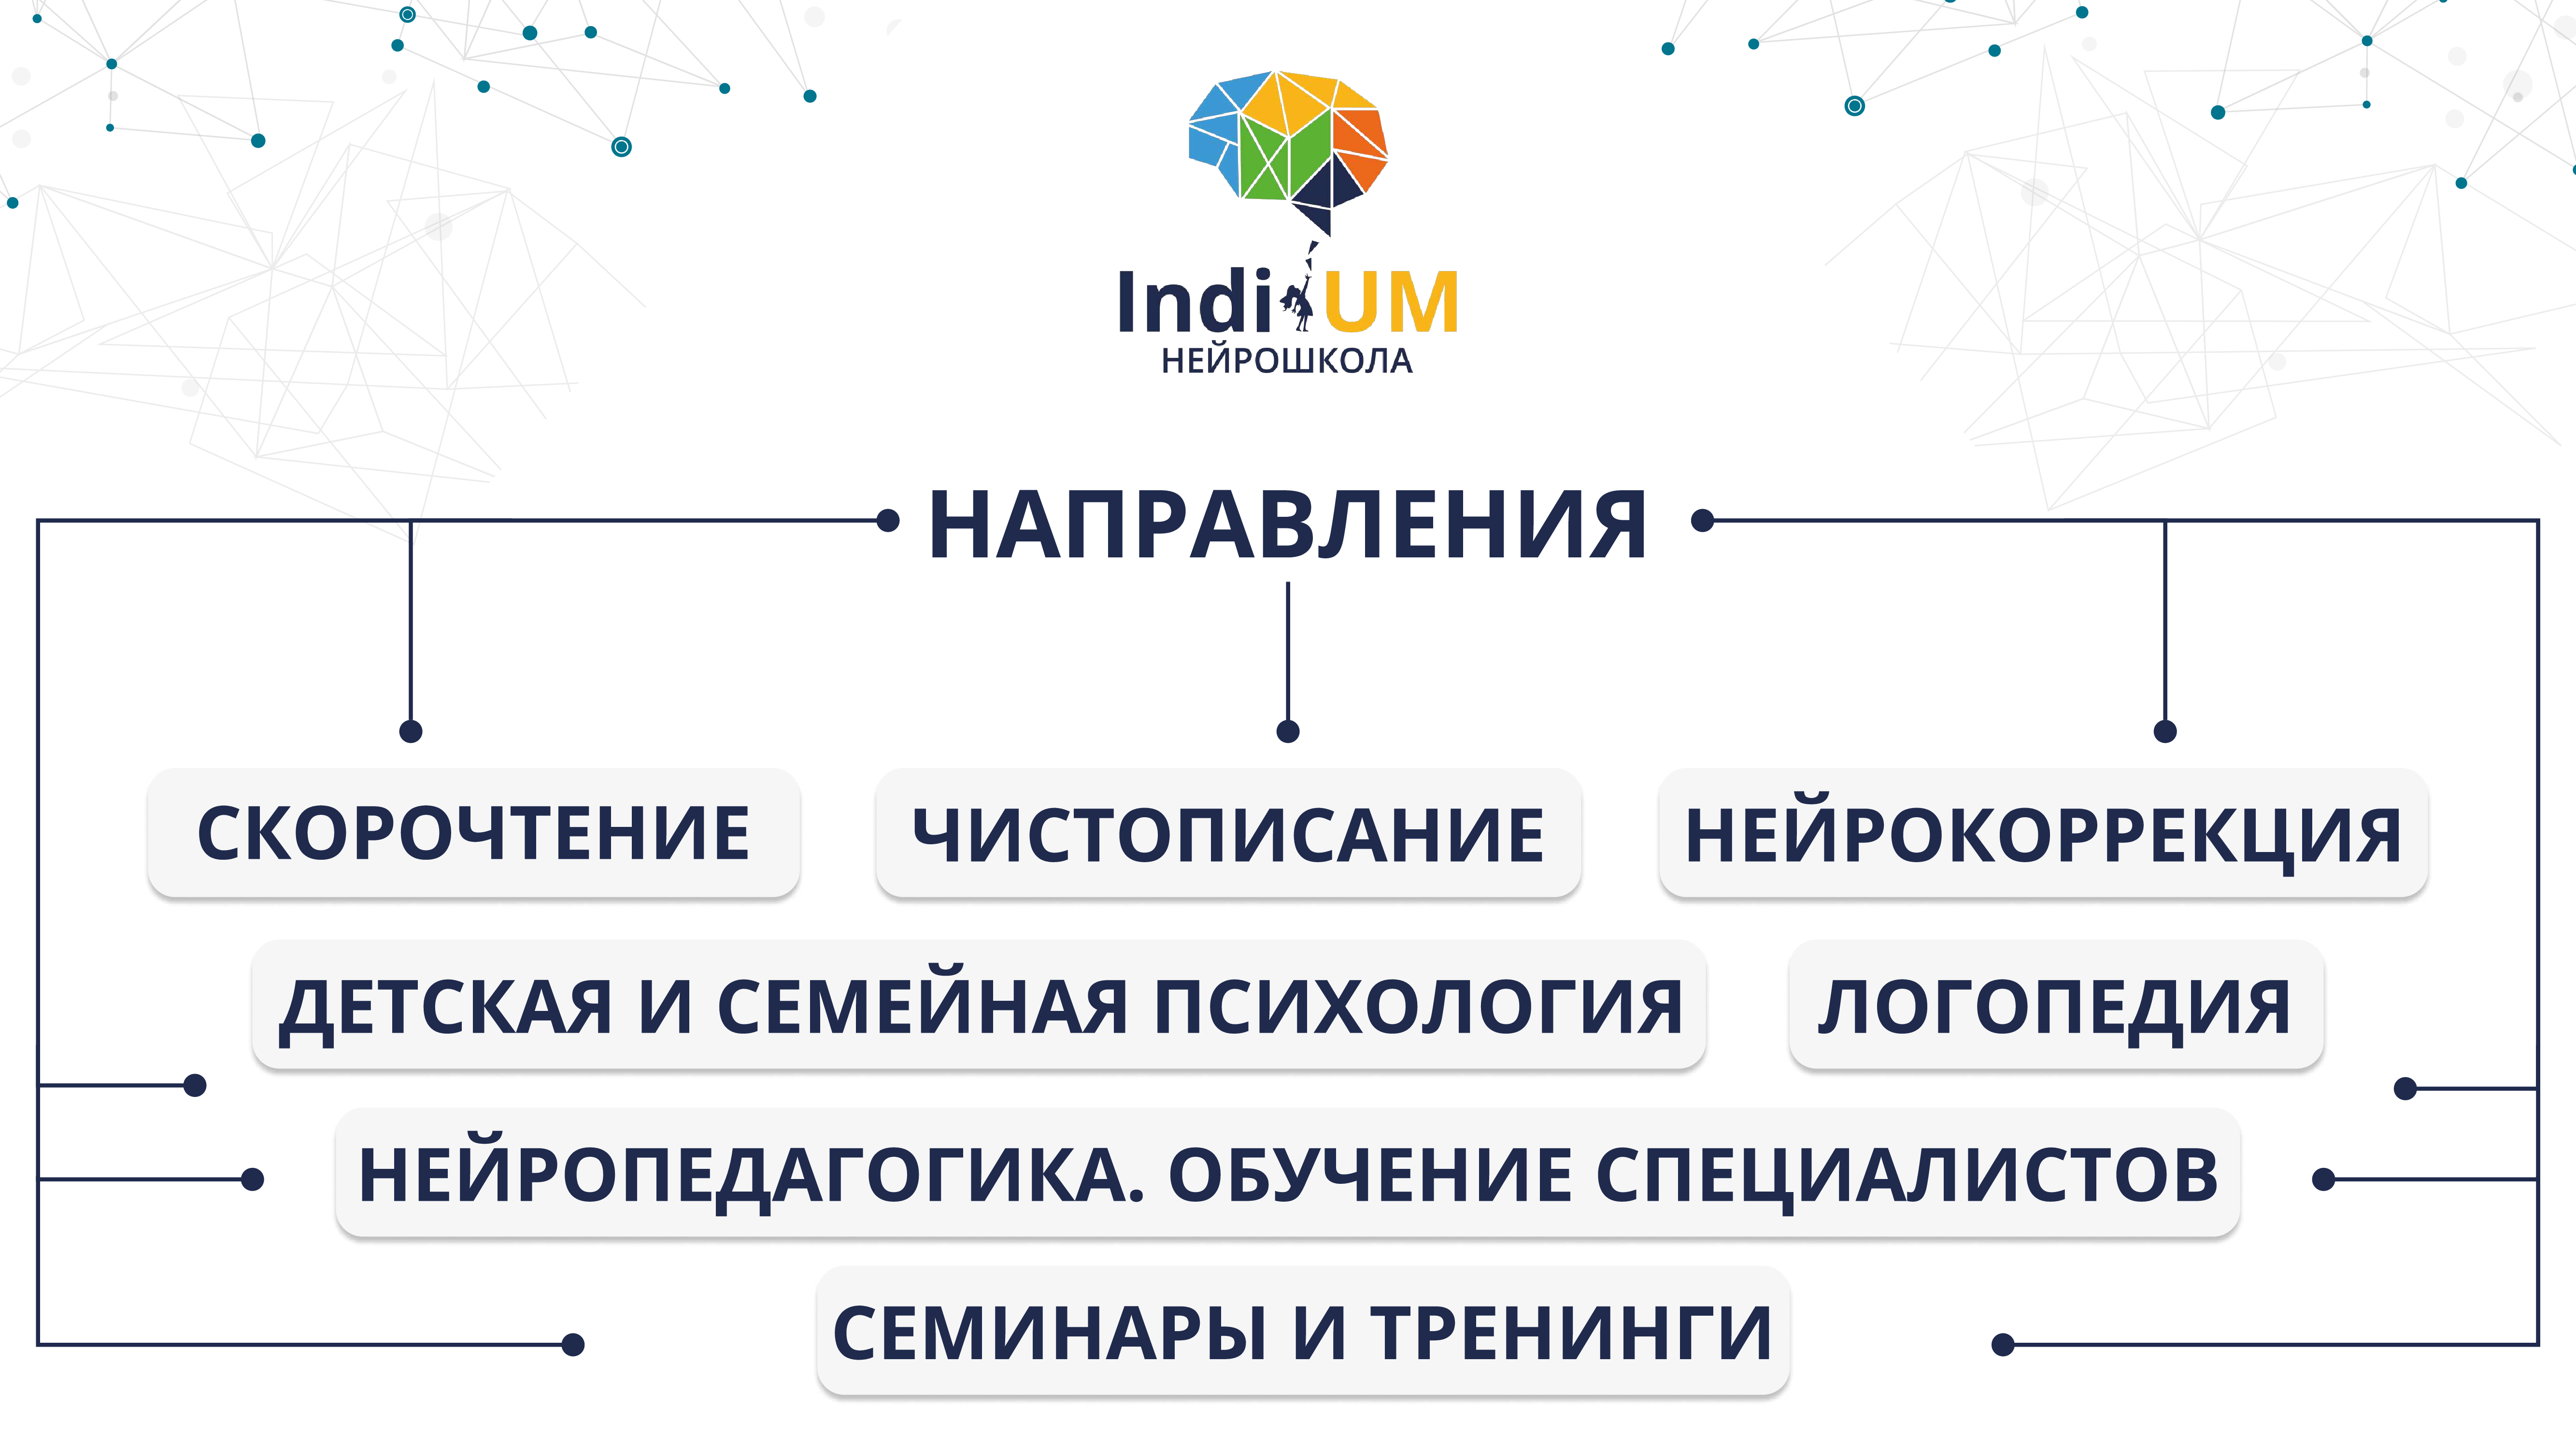 IndiUM
НЕЙРОШКОЛА
НАПРАВЛЕНИЯ
СКОРОЧТЕНИЕ
ЧИСТОПИСАНИЕ
НЕЙРОКОРРЕКЦИЯ
ДЕТСКАЯ И СЕМЕЙНАЯ ПСИХОЛОГИЯ
ЛОГОПЕДИЯ
НЕЙРОПЕДАГОГИКА. ОБУЧЕНИЕ СПЕЦИАЛИСТОВ
СЕМИНАРЫ И ТРЕНИНГИ